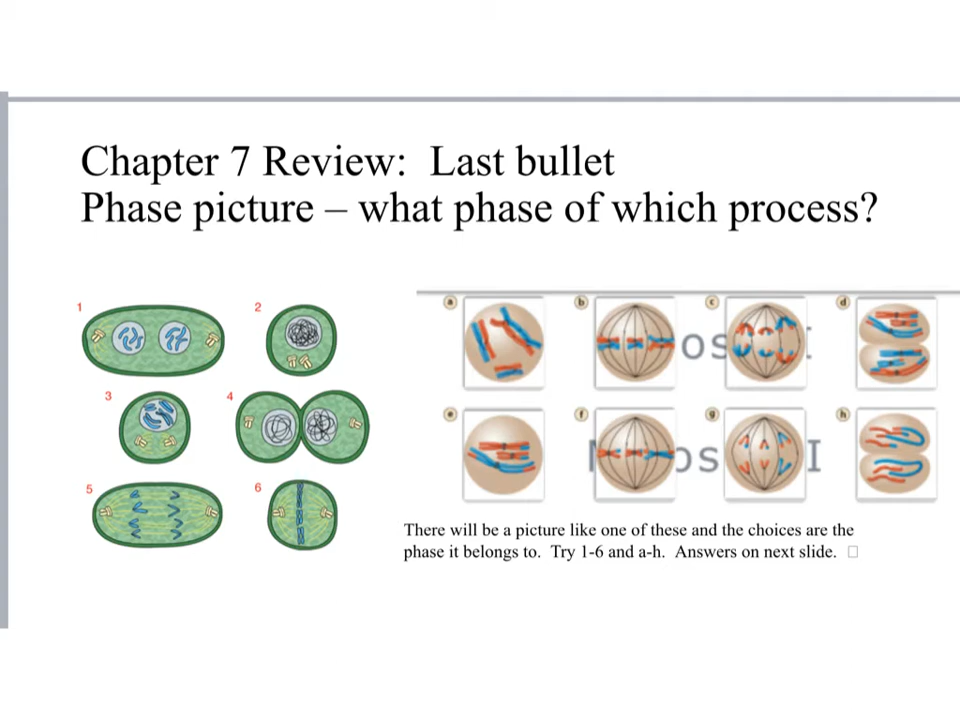 Chapter 7 Review: Last bullet
Phase picture – what phase of which process?
1
2
3
4
5
6
a
b
c
d
os
I
e
f
g
h
os
I
There will be a picture like one of these and the choices are the
phase it belongs to. Try 1-6 and a-h. Answers on next slide. □